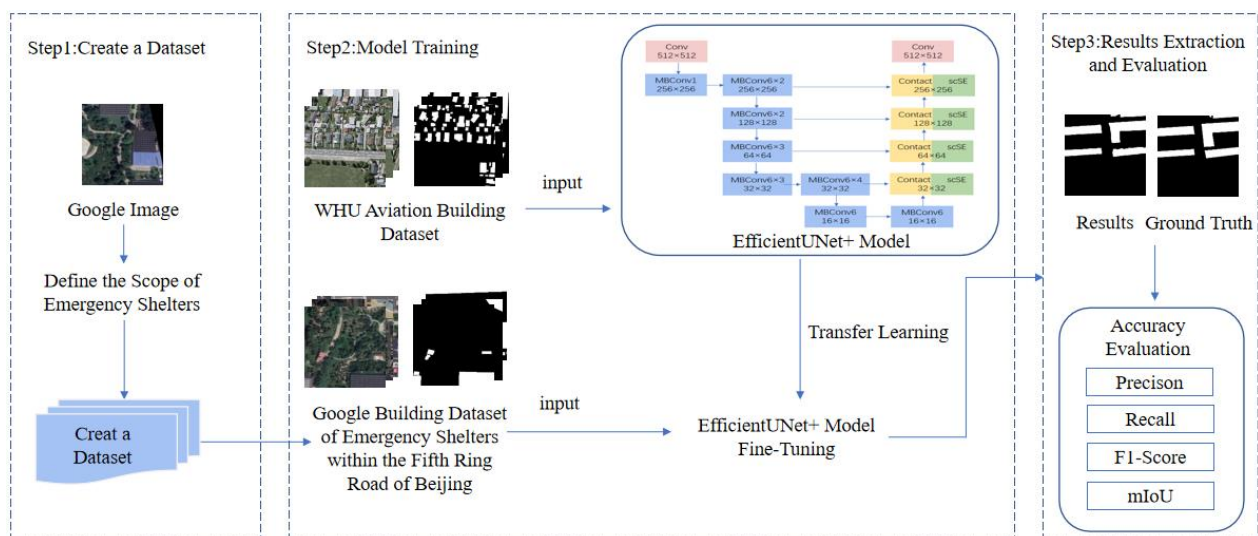 Step1:Create a Dataset
Google Image
Define the Scope of
Emergency Shelters
Creat a
Dataset
Step2:Model Training
WHU Aviation Building
Dataset
input
Google Building Dataset
of Emergency Shelters
within the Fifth Ring
Road of Beijing
input
Conv
512×512
Conv
512×512
MBConv1
256×256
MBConv6×2
256×256
Contact scSE
256×256
MBConv6×2
128×128
Contact scSE
128×128
MBConv6×3
64×64
Contact scSE
64×64
MBConv6×3
32×32
MBConv6×4
32×32
Contact scSE
32×32
MBConv6
16×16
MBConv6
16×16
EfficientUNet+ Model
Transfer Learning
EfficientUNet+ Model
Fine-Tuning
Step3:Results Extraction
and Evaluation
Results Ground Truth
Accuracy
Evaluation
Precison
Recall
F1-Score
mIoU